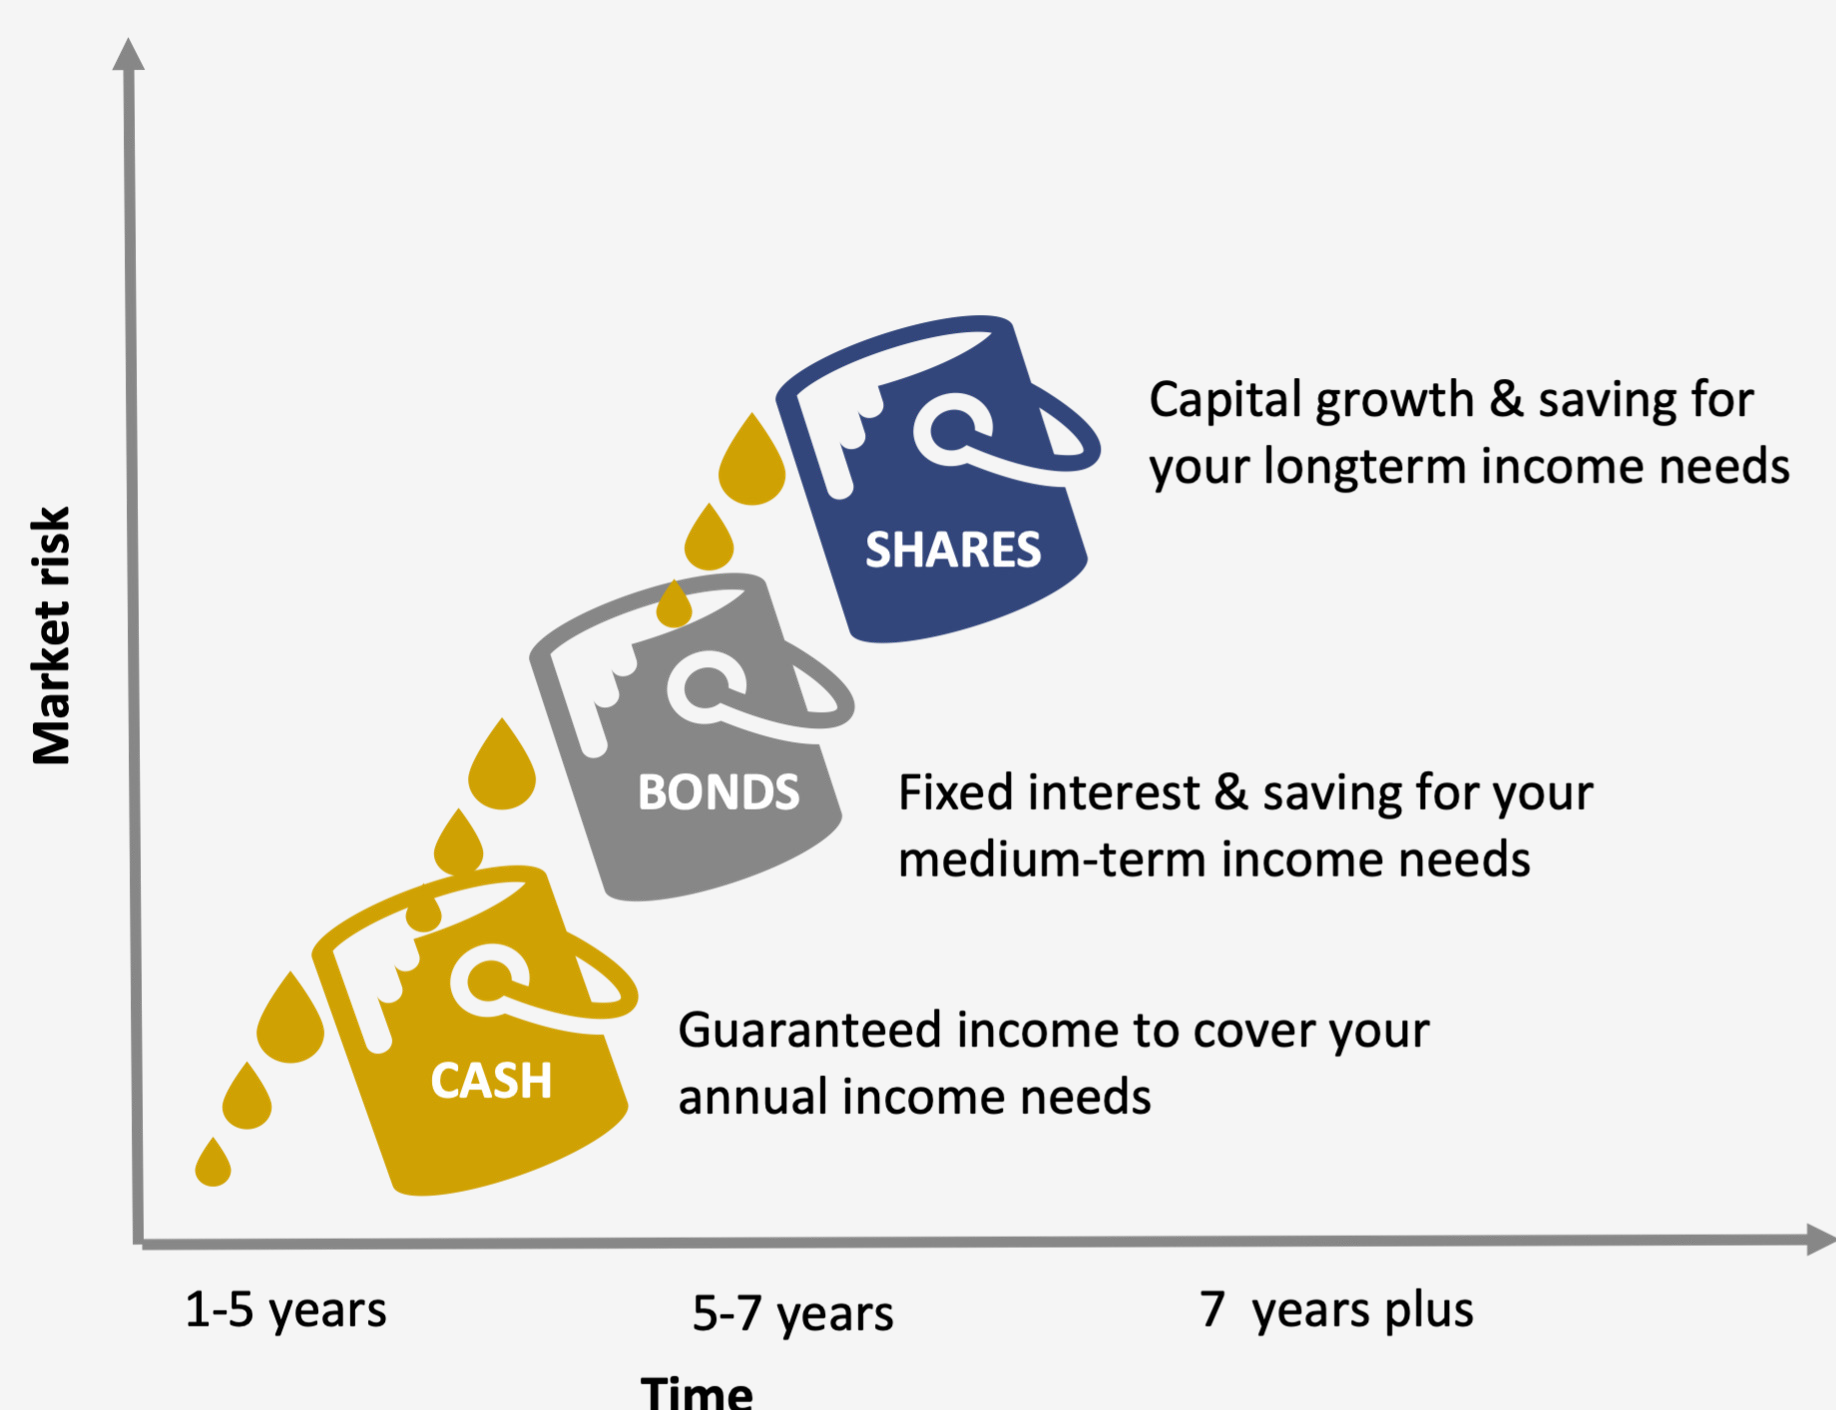 Market risk
SHARES
Capital growth & saving for
your longterm income needs
BONDS
Fixed interest & saving for your
medium-term income needs
CASH
Guaranteed income to cover your
annual income needs
1-5 years
5-7 years
7 years plus
Time